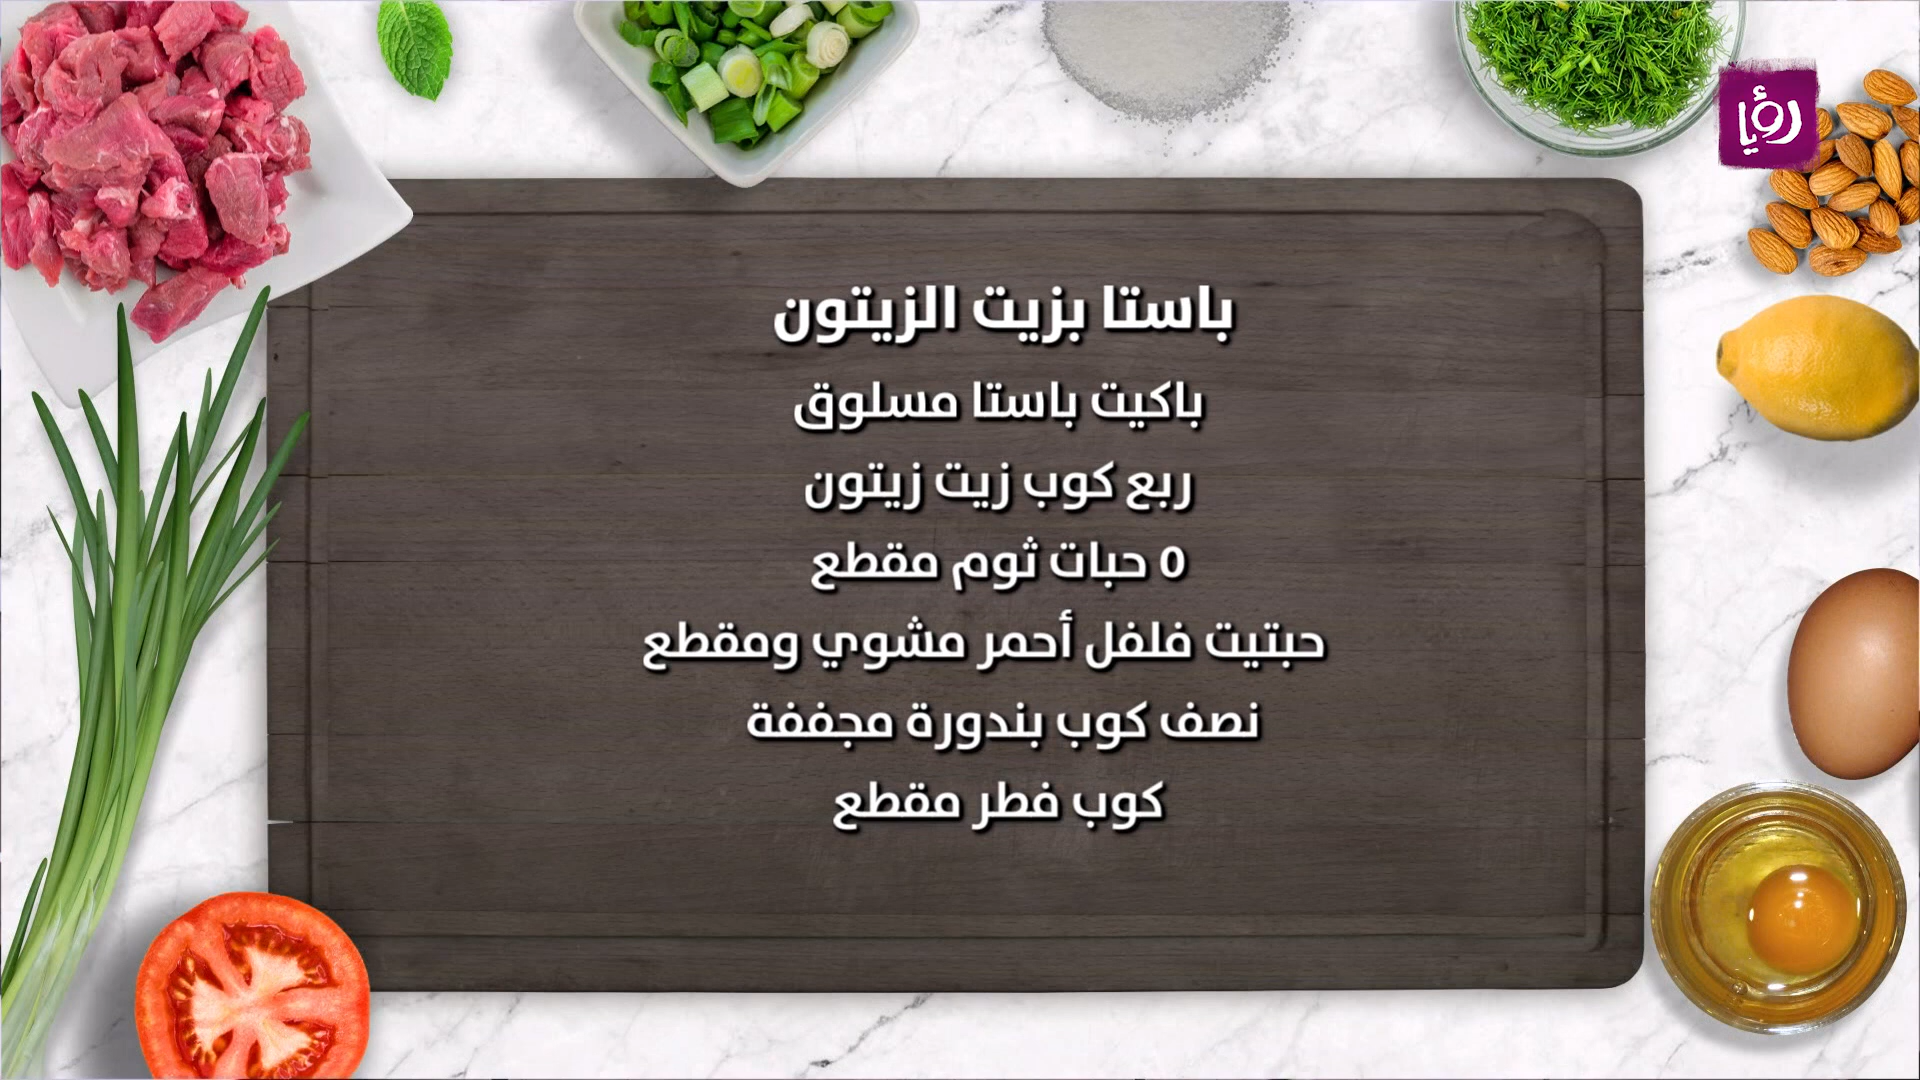 رؤيا
باستا بزيت الزيتون
باكيت باستا مسلوق
ربع كوب زيت زيتون
٥ حبات ثوم مقطع
حبتيت فلفل أحمر مشوي ومقطع
نصف كوب بندورة مجففة
كوب فطر مقطع